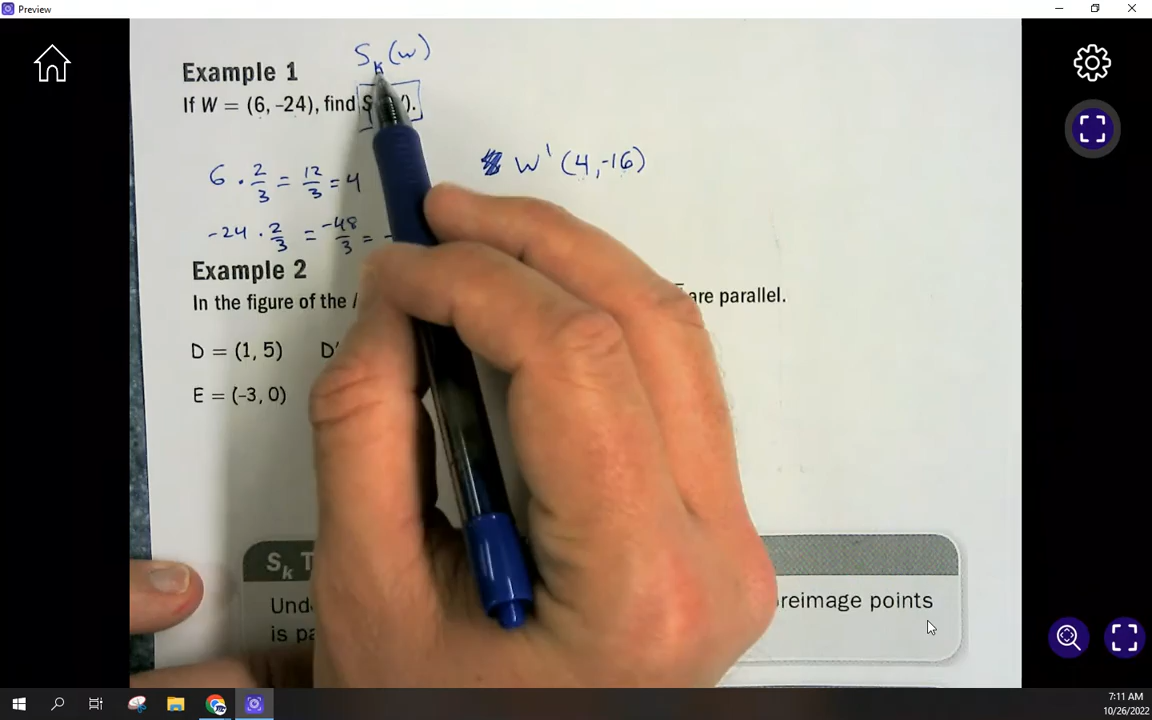 Preview
S_k(W)
Example 1
If W = (6, -24), find S
6 · 2/3 = 12/3 = 4
W' (4, -16)
-24 · 2/3 = -48/3 = -
Example 2
In the figure of the are parallel.
D = (1, 5) D'
E = (-3, 0)
S_k T
preimage points
is pa
7:11 AM
10/26/2022